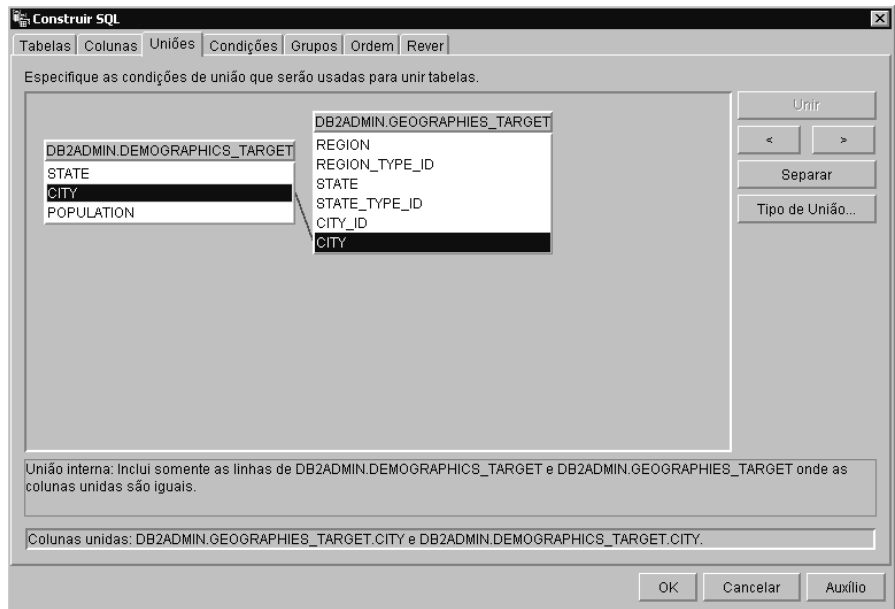 Construir SQL
Tabelas Colunas Uniões Condições Grupos Ordem Rever
Especifique as condições de união que serão usadas para unir tabelas.
DB2ADMIN.DEMOGRAPHICS_TARGET
STATE
CITY
POPULATION
DB2ADMIN.GEOGRAPHIES_TARGET
REGION
REGION_TYPE_ID
STATE
STATE_TYPE_ID
CITY_ID
CITY
Unir
< >
Separar
Tipo de União...
União interna: Inclui somente as linhas de DB2ADMIN.DEMOGRAPHICS_TARGET e DB2ADMIN.GEOGRAPHIES_TARGET onde as
colunas unidas são iguais.
Colunas unidas: DB2ADMIN.GEOGRAPHIES_TARGET.CITY e DB2ADMIN.DEMOGRAPHICS_TARGET.CITY.
OK Cancelar Auxílio